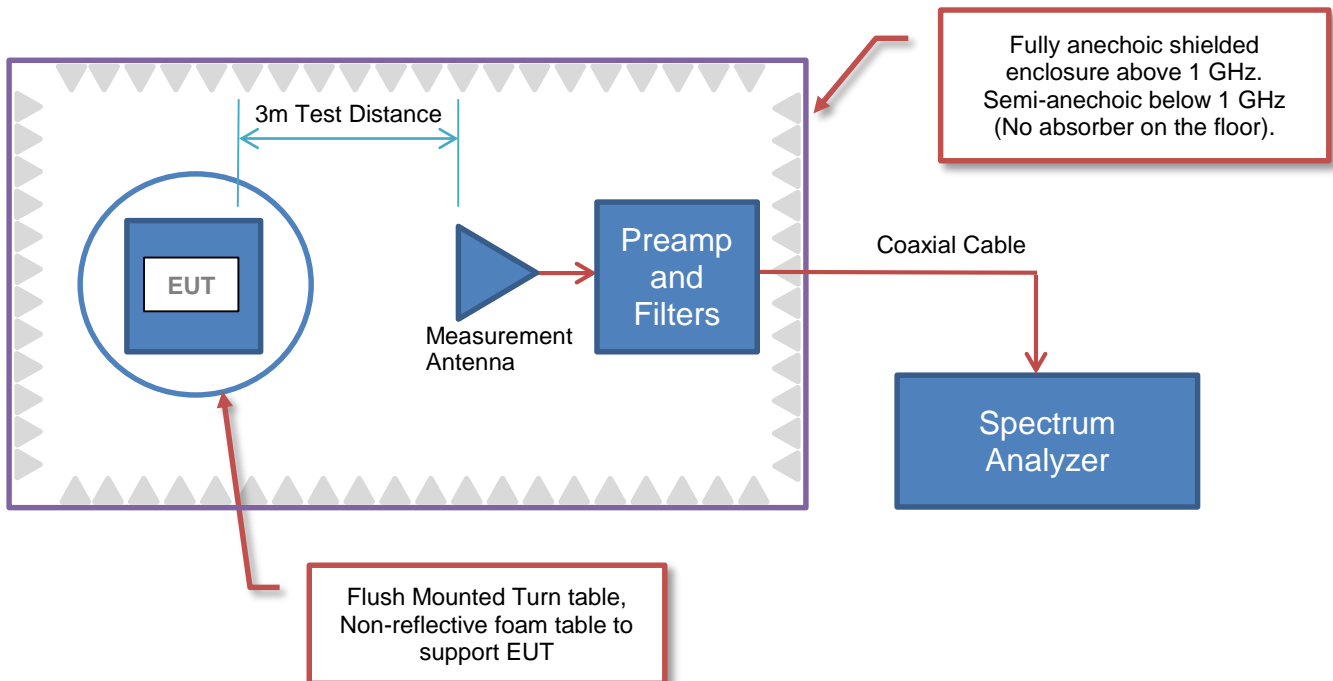 Fully anechoic shielded
enclosure above 1 GHz.
Semi-anechoic below 1 GHz
(No absorber on the floor).
3m Test Distance
EUT
Measurement
Antenna
Preamp
and
Filters
Coaxial Cable
Spectrum
Analyzer
Flush Mounted Turn table,
Non-reflective foam table to
support EUT